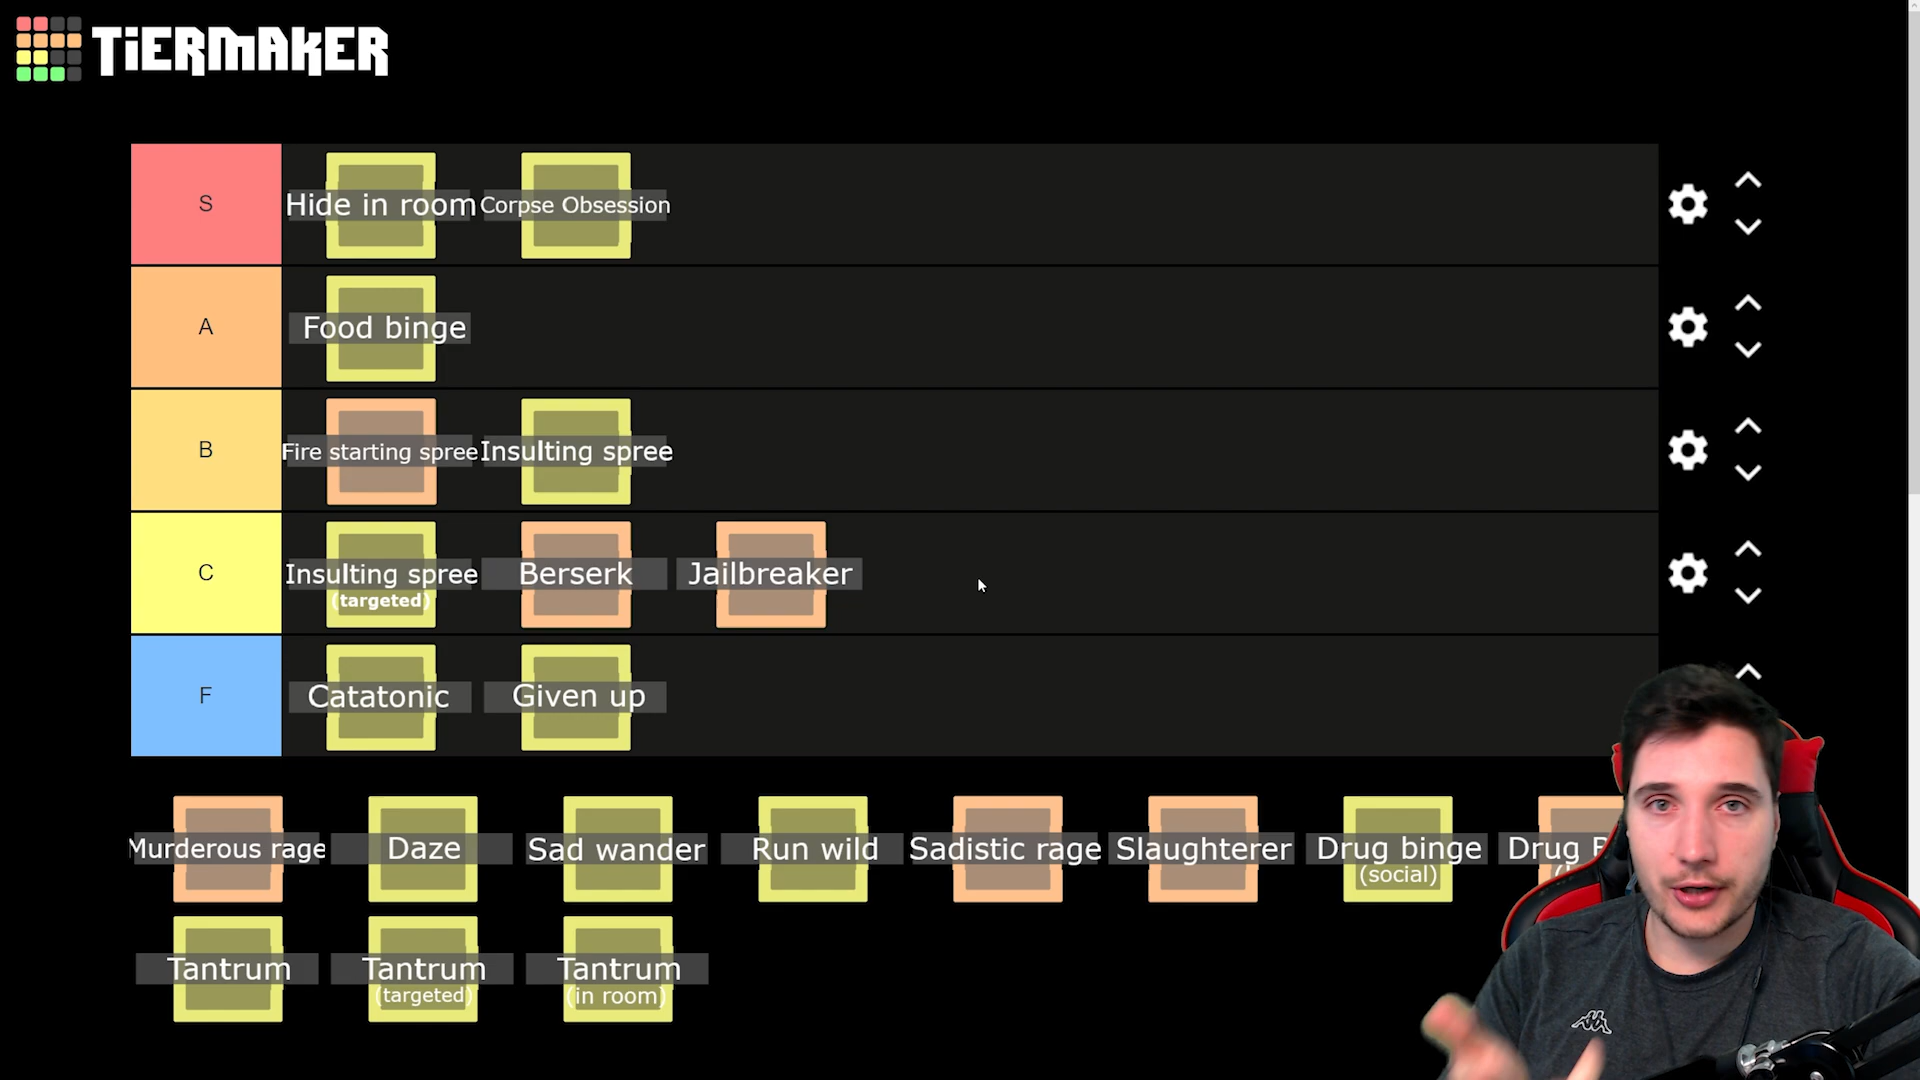 TiERMAKER
S
Hide in room
Corpse Obsession
A
Food binge
B
Fire starting spree
Insulting spree
C
Insulting spree
(targeted)
Berserk
Jailbreaker
F
Catatonic
Given up
Murderous rage
Daze
Sad wander
Run wild
Sadistic rage
Slaughterer
Drug binge
(social)
Drug
Tantrum
Tantrum
(targeted)
Tantrum
(in room)